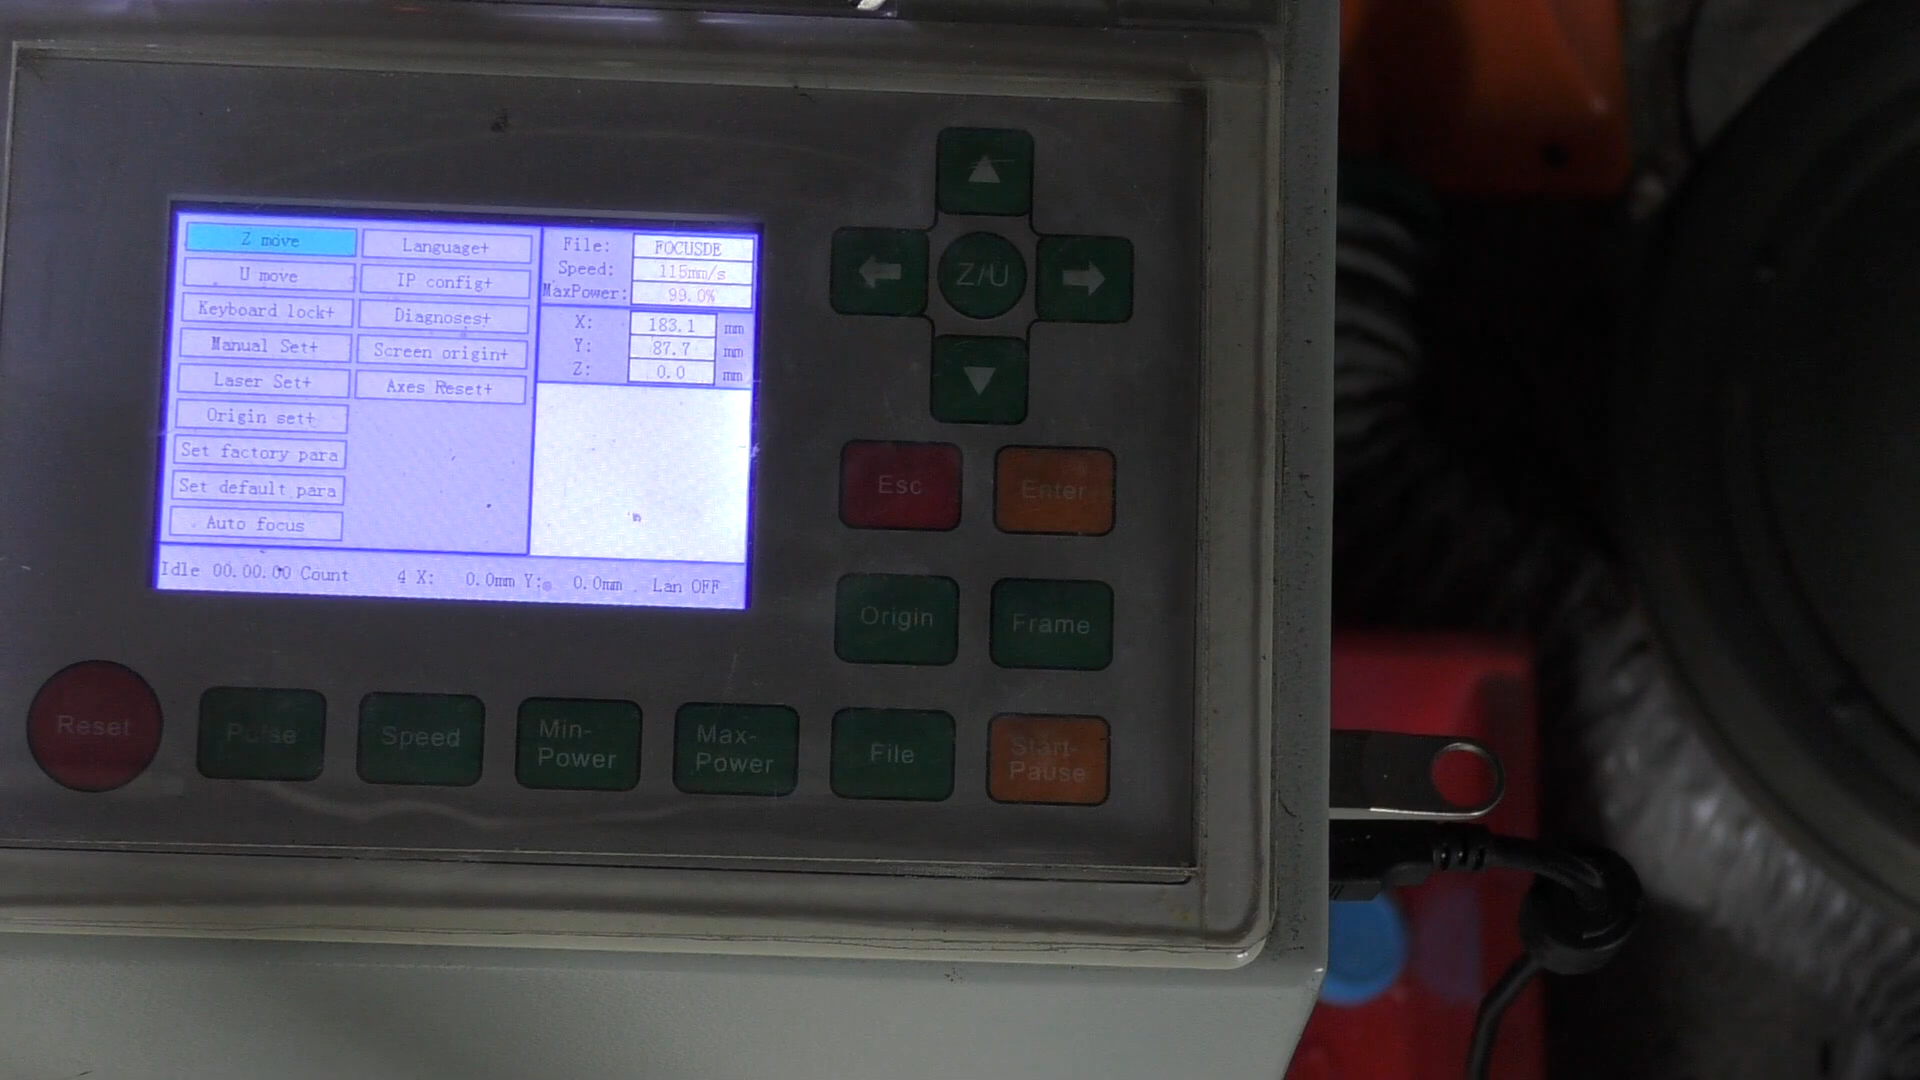 Z move
U move
Keyboard lock+
Manual Set+
Laser Set+
Origin set+
Set factory para
Set default para
Auto focus
Language+
IP config+
Diagnoses+
Screen origin+
Axes Reset+
File: FOCUSDE
Speed: 115mm/s
MaxPower: 99.0%
X: 183.1 mm
Y: 87.7 mm
Z: 0.0 mm
Idle 00.00.00 Count 4 X: 0.0mm Y: 0.0mm Lan OFF
Z/U
Esc
Enter
Origin
Frame
Reset
Pulse
Speed
Min-
Power
Max-
Power
File
Start-
Pause